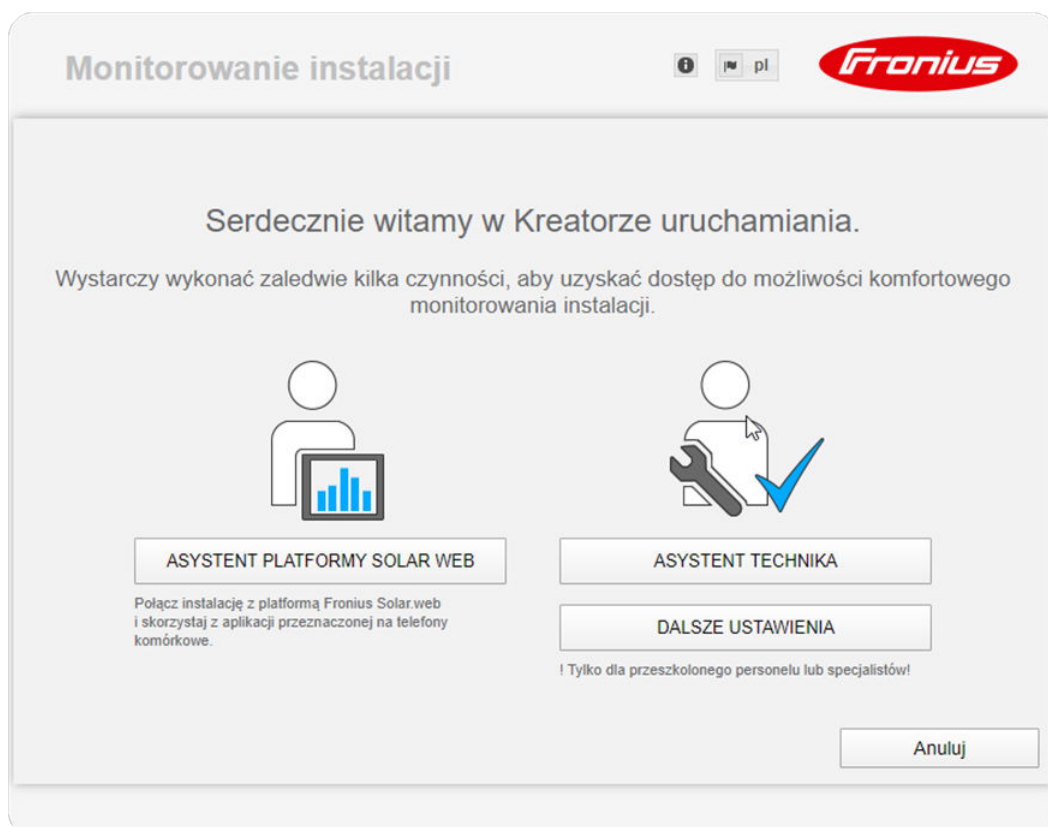 Monitorowanie instalacji
pl
Fronius
Serdecznie witamy w Kreatorze uruchamiania.
Wystarczy wykonać zaledwie kilka czynności, aby uzyskać dostęp do możliwości komfortowego
monitorowania instalacji.
ASYSTENT PLATFORMY SOLAR WEB
Połącz instalację z platformą Fronius Solar.web
i skorzystaj z aplikacji przeznaczonej na telefony
komórkowe.
ASYSTENT TECHNIKA
DALSZE USTAWIENIA
! Tylko dla przeszkolonego personelu lub specjalistów!
Anuluj